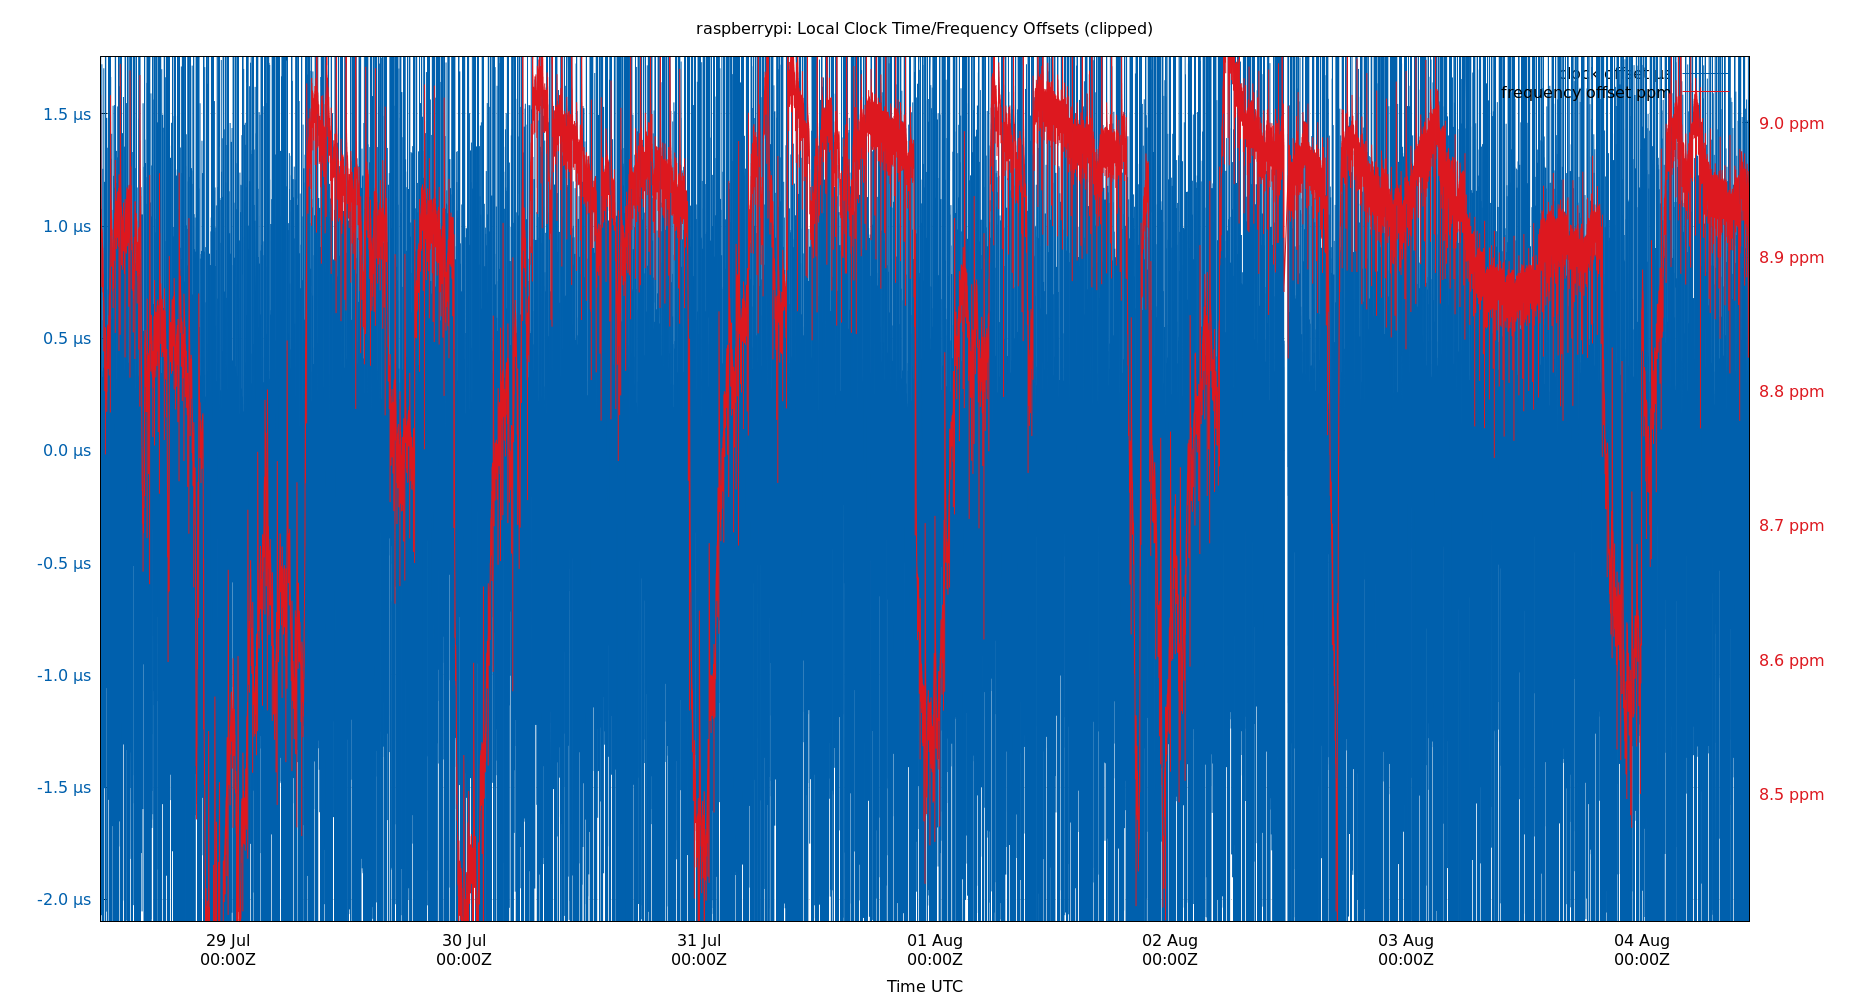 raspberrypi: Local Clock Time/Frequency Offsets (clipped)
clock offset µs
frequency offset ppm
1.5 µs
1.0 µs
0.5 µs
0.0 µs
-0.5 µs
-1.0 µs
-1.5 µs
-2.0 µs
9.0 ppm
8.9 ppm
8.8 ppm
8.7 ppm
8.6 ppm
8.5 ppm
29 Jul 30 Jul 31 Jul 01 Aug 02 Aug 03 Aug 04 Aug
00:00Z 00:00Z 00:00Z 00:00Z 00:00Z 00:00Z 00:00Z
Time UTC